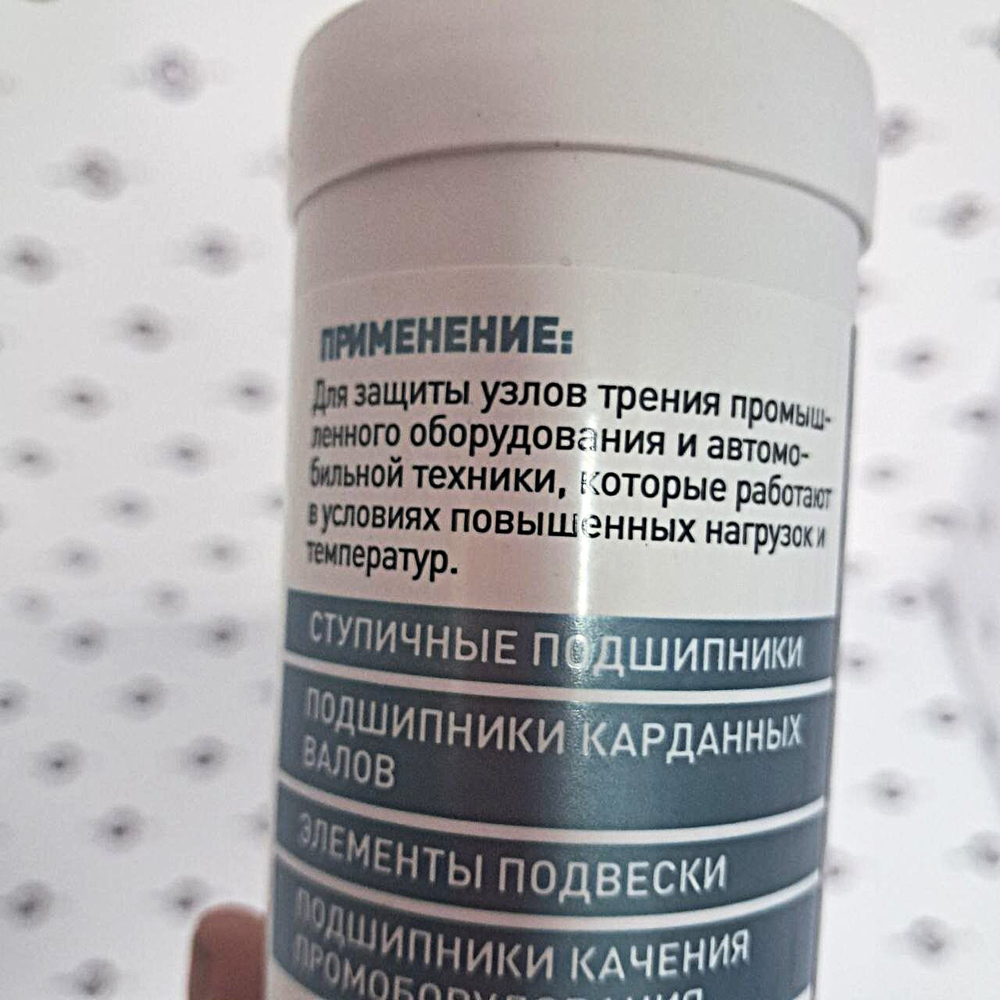 ПРИМЕНЕНИЕ:
Для защиты узлов трения промыш-
ленного оборудования и автомо-
бильной техники, которые работают
в условиях повышенных нагрузок и
температур.
СТУПИЧНЫЕ ПОДШИПНИКИ
ПОДШИПНИКИ КАРДАННЫХ
ВАЛОВ
ЭЛЕМЕНТЫ ПОДВЕСКИ
ПОДШИПНИКИ КАЧЕНИЯ
ПРОМОБОРУДОВАНИЯ